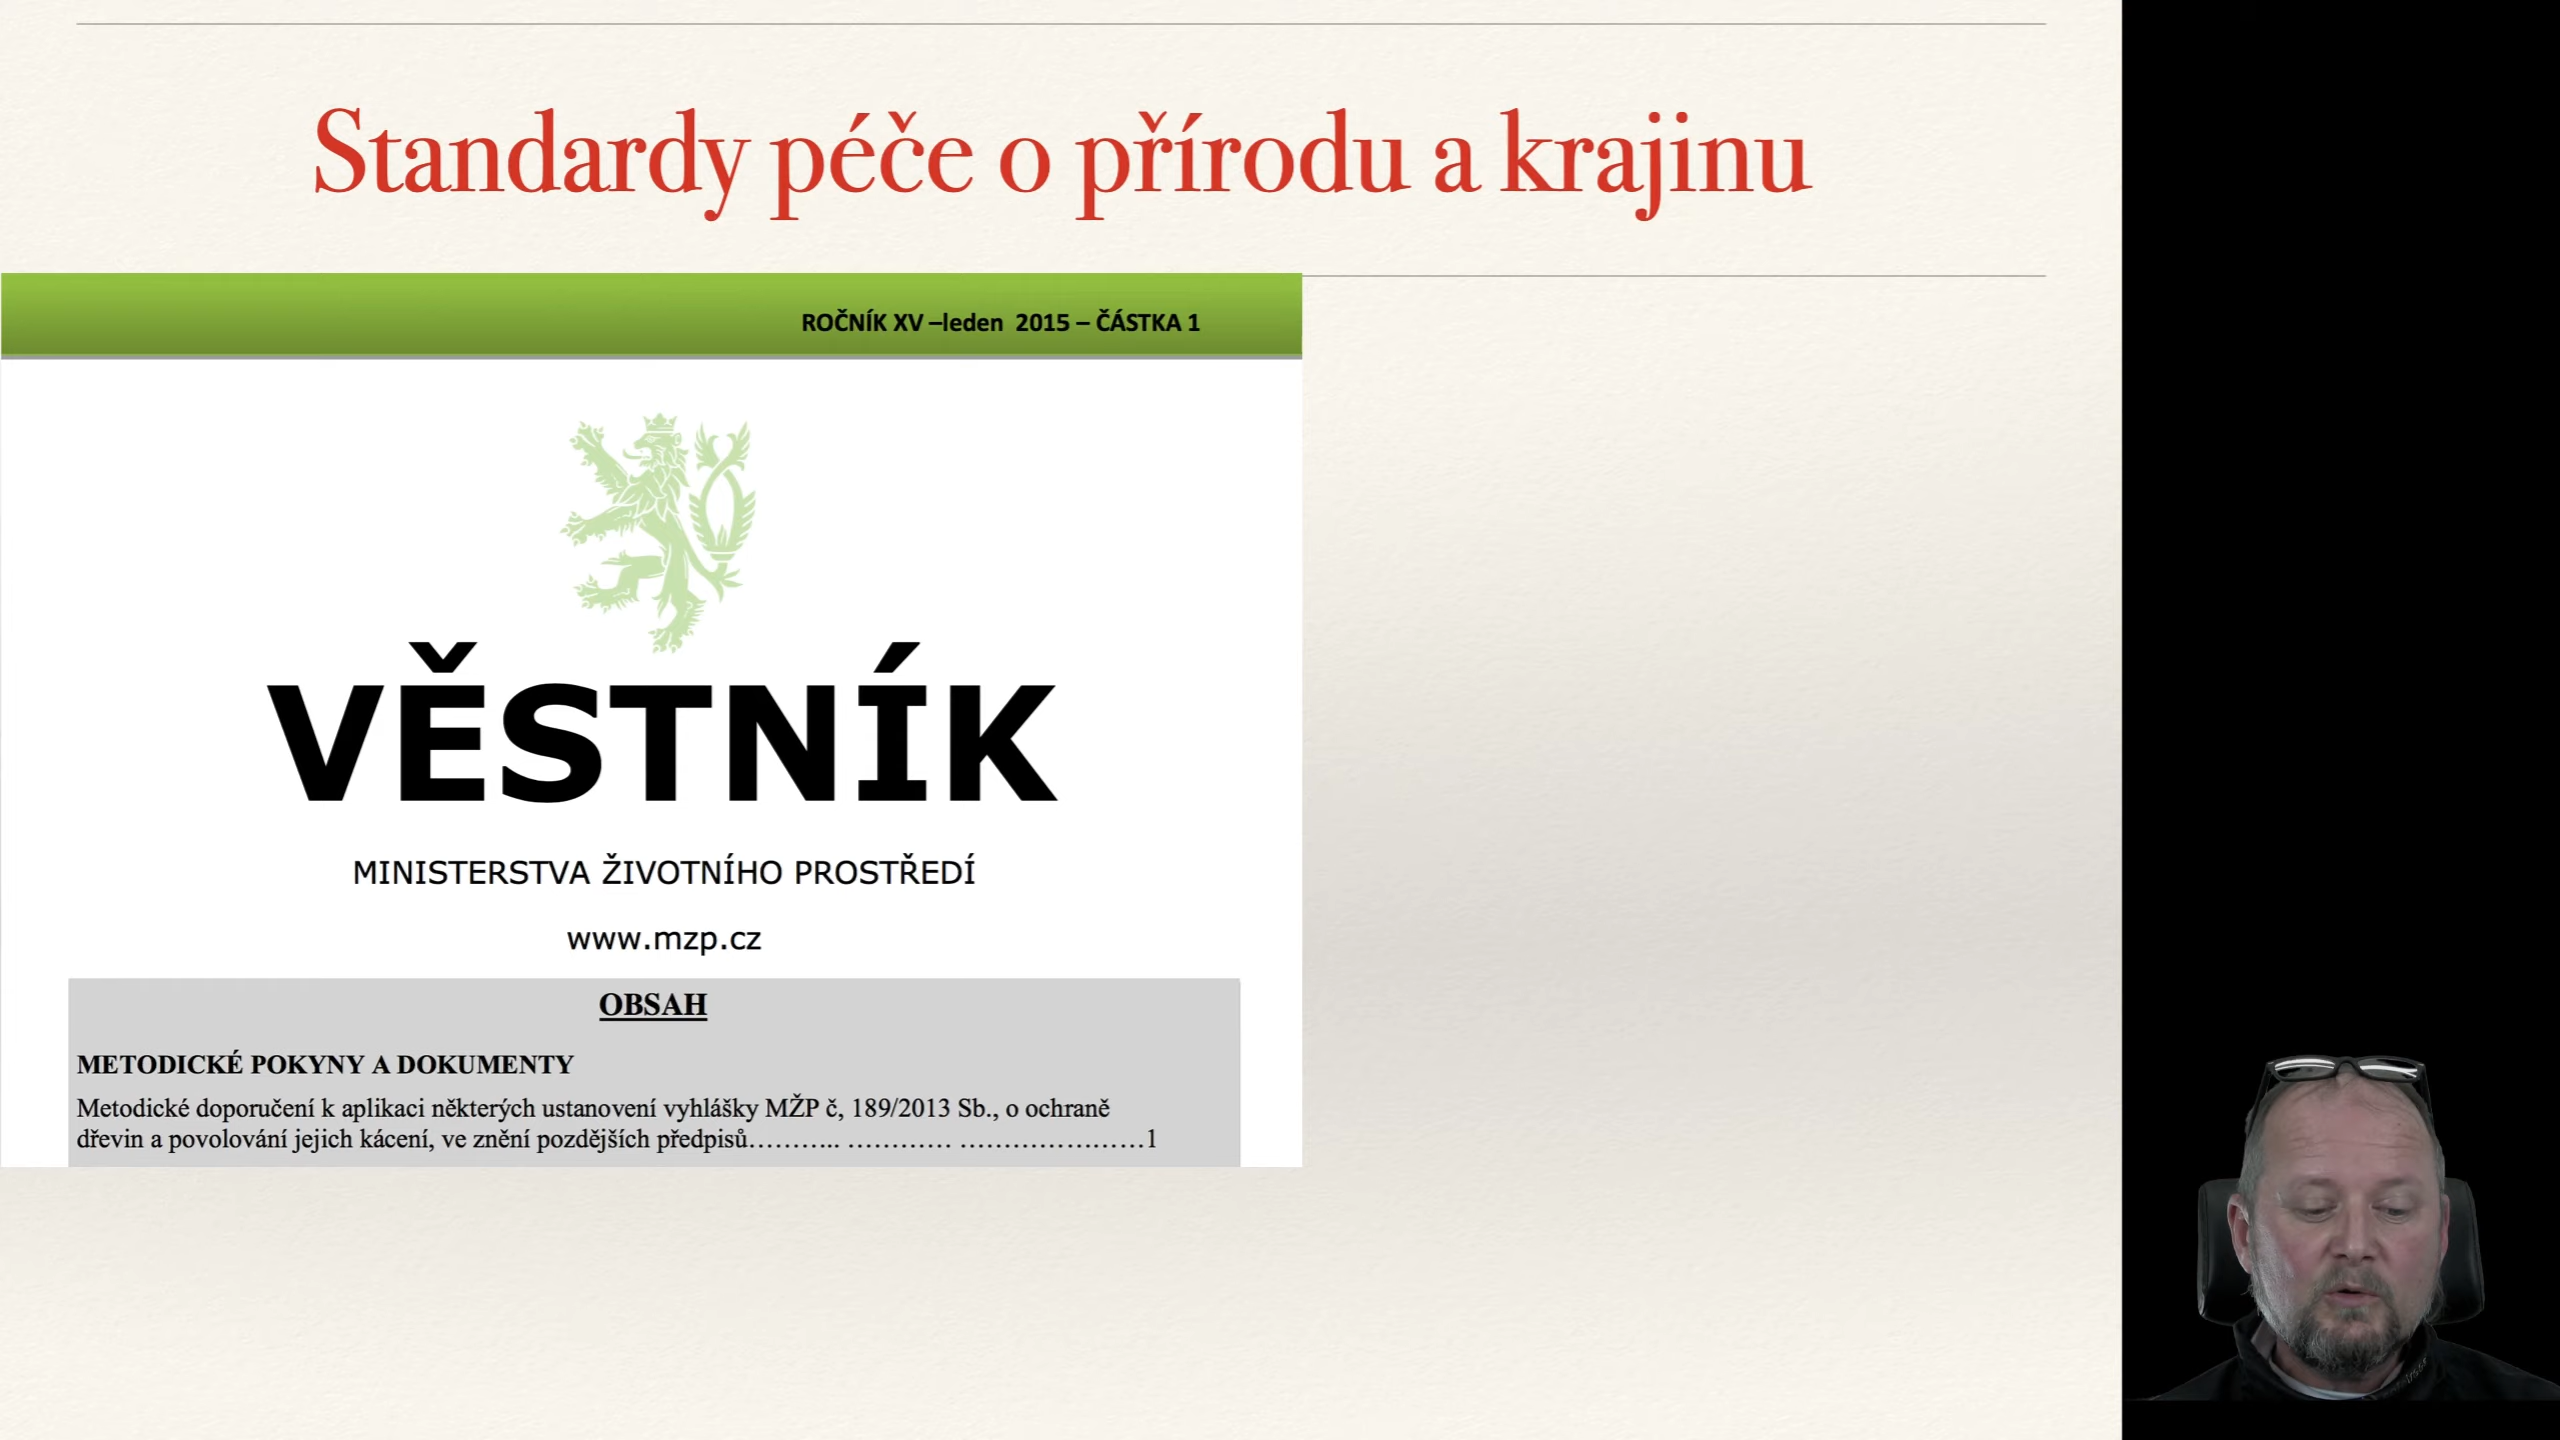 Standardy péče o přírodu a krajinu
ROČNÍK XV –leden 2015 – ČÁSTKA 1
VĚSTNÍK
MINISTERSTVA ŽIVOTNÍHO PROSTŘEDÍ
www.mzp.cz
OBSAH
METODICKÉ POKYNY A DOKUMENTY
Metodické doporučení k aplikaci některých ustanovení vyhlášky MŽP č, 189/2013 Sb., o ochraně
dřevin a povolování jejich kácení, ve znění pozdějších předpisů……….. ………… ……………………1